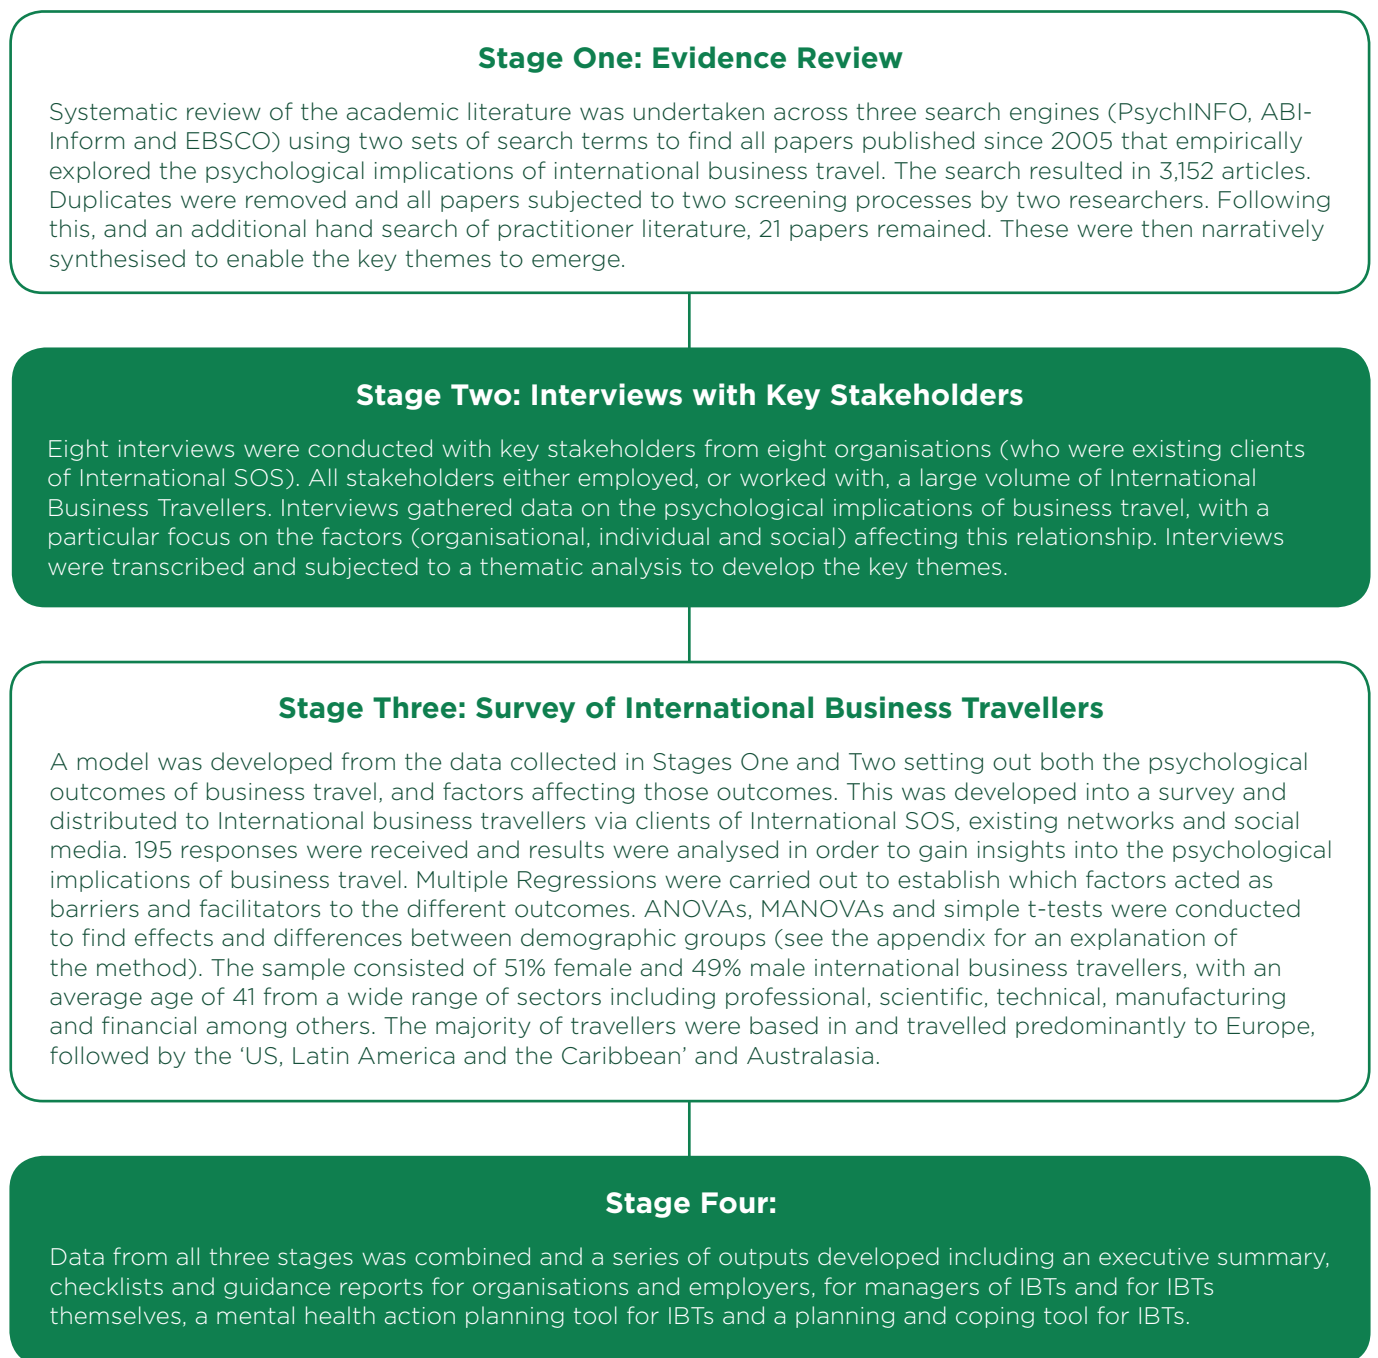 Stage One: Evidence Review
Systematic review of the academic literature was undertaken across three search engines (PsychINFO, ABI-
Inform and EBSCO) using two sets of search terms to find all papers published since 2005 that empirically
explored the psychological implications of international business travel. The search resulted in 3,152 articles.
Duplicates were removed and all papers subjected to two screening processes by two researchers. Following
this, and an additional hand search of practitioner literature, 21 papers remained. These were then narratively
synthesised to enable the key themes to emerge.
Stage Two: Interviews with Key Stakeholders
Eight interviews were conducted with key stakeholders from eight organisations (who were existing clients
of International SOS). All stakeholders either employed, or worked with, a large volume of International
Business Travellers. Interviews gathered data on the psychological implications of business travel, with a
particular focus on the factors (organisational, individual and social) affecting this relationship. Interviews
were transcribed and subjected to a thematic analysis to develop the key themes.
Stage Three: Survey of International Business Travellers
A model was developed from the data collected in Stages One and Two setting out both the psychological
outcomes of business travel, and factors affecting those outcomes. This was developed into a survey and
distributed to International business travellers via clients of International SOS, existing networks and social
media. 195 responses were received and results were analysed in order to gain insights into the psychological
implications of business travel. Multiple Regressions were carried out to establish which factors acted as
barriers and facilitators to the different outcomes. ANOVAs, MANOVAs and simple t-tests were conducted
to find effects and differences between demographic groups (see the appendix for an explanation of
the method). The sample consisted of 51% female and 49% male international business travellers, with an
average age of 41 from a wide range of sectors including professional, scientific, technical, manufacturing
and financial among others. The majority of travellers were based in and travelled predominantly to Europe,
followed by the ‘US, Latin America and the Caribbean’ and Australasia.
Stage Four:
Data from all three stages was combined and a series of outputs developed including an executive summary,
checklists and guidance reports for organisations and employers, for managers of IBTs and for IBTs
themselves, a mental health action planning tool for IBTs and a planning and coping tool for IBTs.